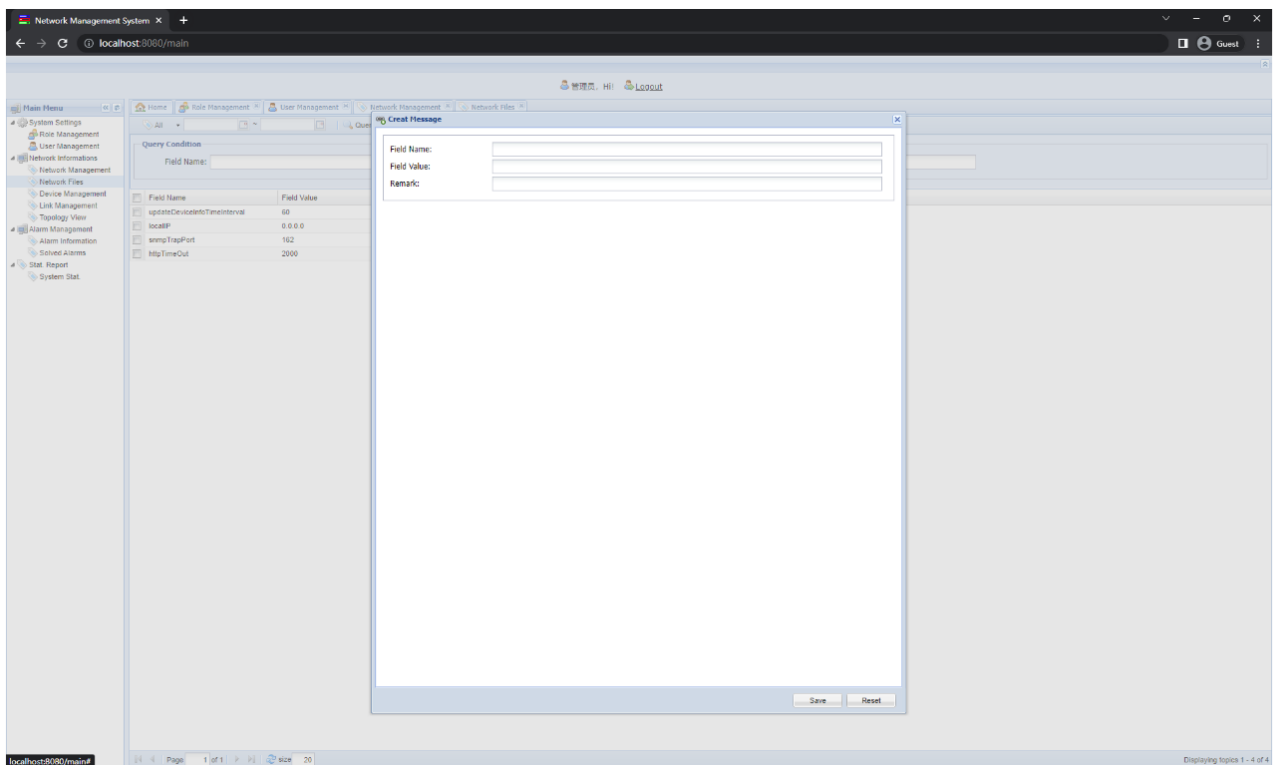 Network Management System
localhost:8080/main
Guest
管理员, Hi! Logout
Main Menu
System Settings
Role Management
User Management
Network Informations
Network Management
Network Files
Device Management
Link Management
Topology View
Alarm Management
Alarm Information
Solved Alarms
Stat. Report
System Stat.
Home Role Management User Management Network Management Network Files
All ~
Query Condition
Field Name:
Field Name Field Value
updateDeviceInfoTimeInterval 60
localIP 0.0.0.0
snmpTrapPort 162
httpTimeOut 2000
Creat Message
Field Name:
Field Value:
Remark:
Save Reset
localhost:8080/main#
Page 1 of 1 size 20
Displaying topics 1 - 4 of 4